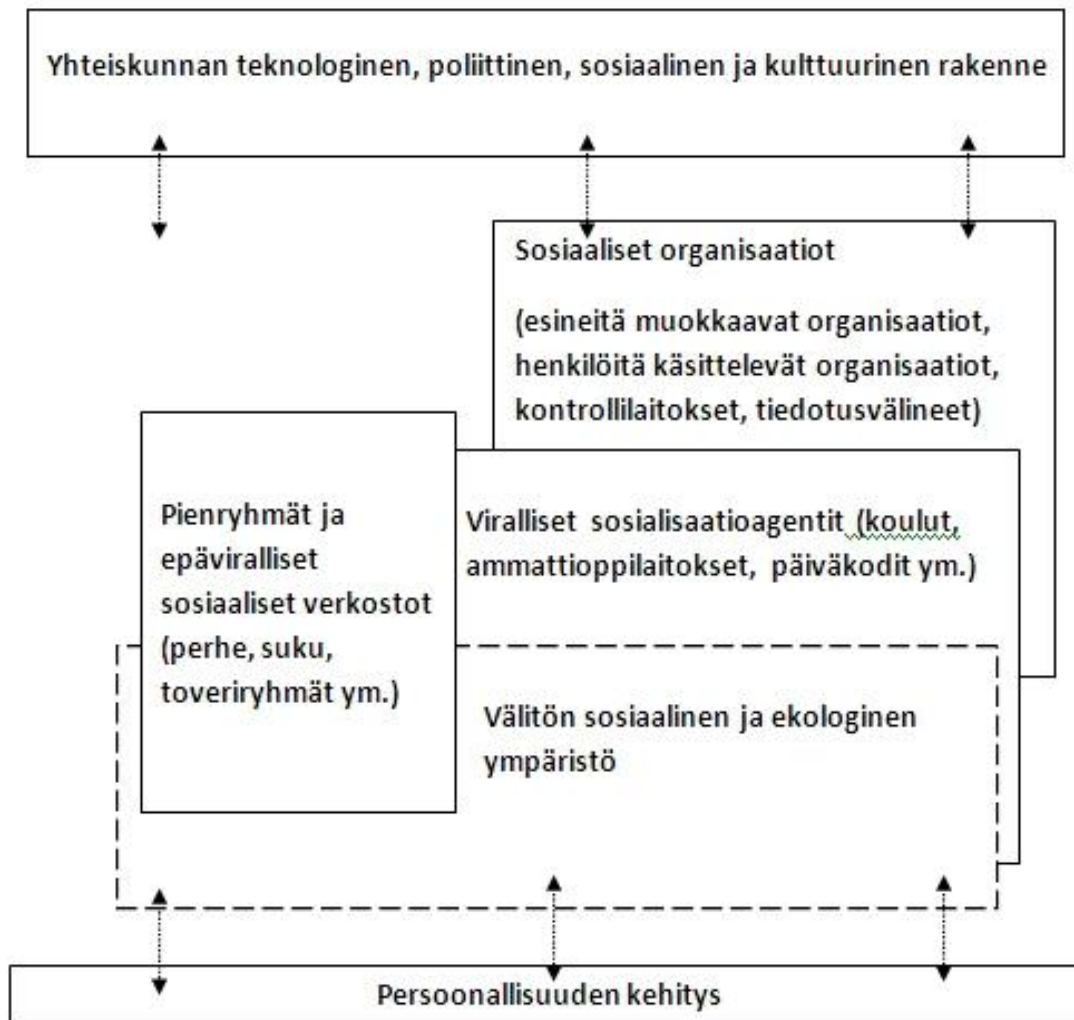 Yhteiskunnan teknologinen, poliittinen, sosiaalinen ja kulttuurinen rakenne
Sosiaaliset organisaatiot
(esineitä muokkaavat organisaatiot,
henkilöitä käsittelevät organisaatiot,
kontrollilaitokset, tiedotusvälineet)
Pienryhmät ja
epäviralliset
sosiaaliset verkostot
(perhe, suku,
toveriryhmät ym.)
Viralliset sosialisaatioagentit (koulut,
ammattioppilaitokset, päiväkodit ym.)
Välitön sosiaalinen ja ekologinen
ympäristö
Persoonallisuuden kehitys